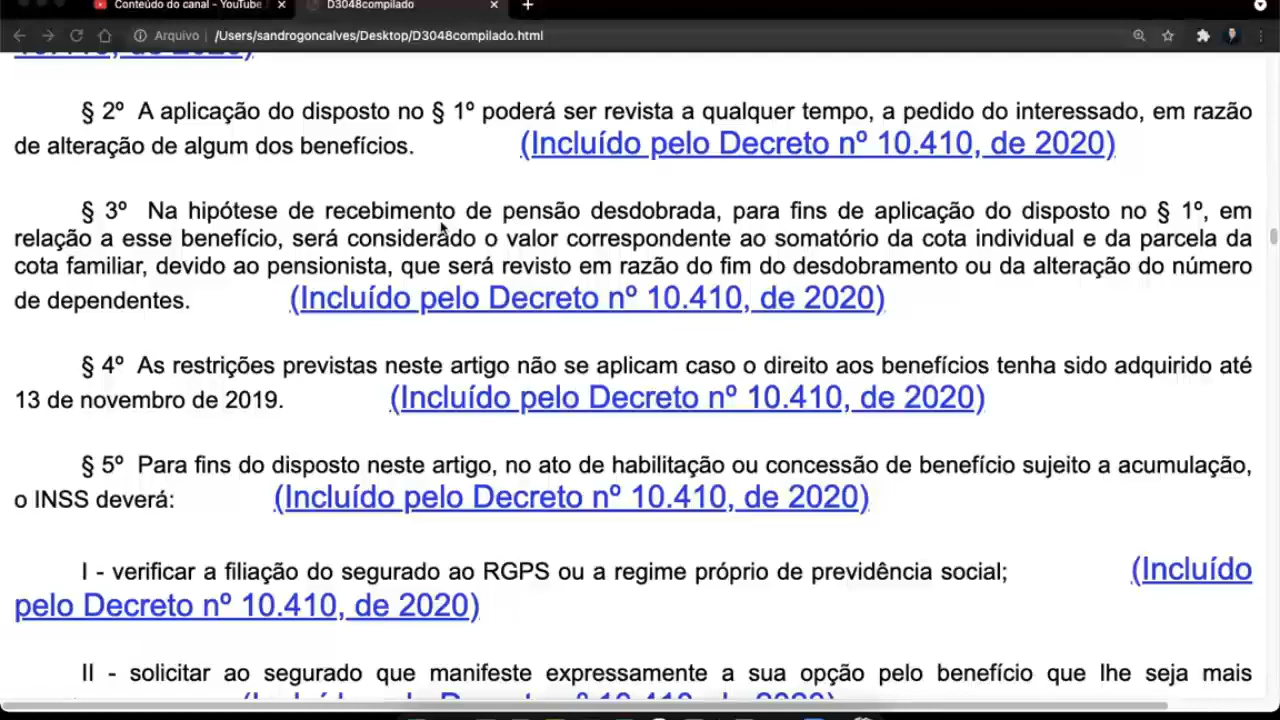 Conteúdo do canal - YouTube
D3048compilado
Arquivo | /Users/sandrogoncalves/Desktop/D3048compilado.html
§ 2º A aplicação do disposto no § 1º poderá ser revista a qualquer tempo, a pedido do interessado, em razão
de alteração de algum dos benefícios. (Incluído pelo Decreto nº 10.410, de 2020)
§ 3º Na hipótese de recebimento de pensão desdobrada, para fins de aplicação do disposto no § 1º, em
relação a esse benefício, será considerado o valor correspondente ao somatório da cota individual e da parcela da
cota familiar, devido ao pensionista, que será revisto em razão do fim do desdobramento ou da alteração do número
de dependentes. (Incluído pelo Decreto nº 10.410, de 2020)
§ 4º As restrições previstas neste artigo não se aplicam caso o direito aos benefícios tenha sido adquirido até
13 de novembro de 2019. (Incluído pelo Decreto nº 10.410, de 2020)
§ 5º Para fins do disposto neste artigo, no ato de habilitação ou concessão de benefício sujeito a acumulação,
o INSS deverá: (Incluído pelo Decreto nº 10.410, de 2020)
I - verificar a filiação do segurado ao RGPS ou a regime próprio de previdência social; (Incluído
pelo Decreto nº 10.410, de 2020)
II - solicitar ao segurado que manifeste expressamente a sua opção pelo benefício que lhe seja mais